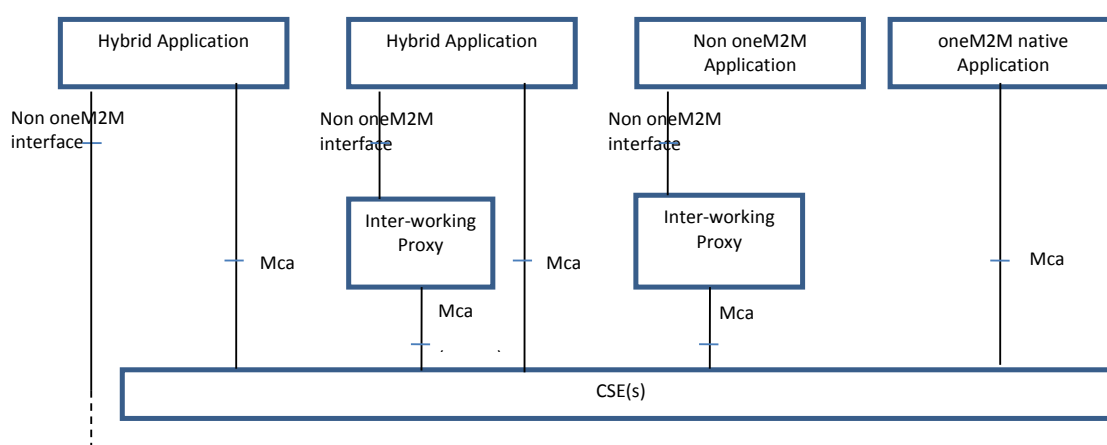 Hybrid Application
Hybrid Application
Non oneM2M
Application
oneM2M native
Application
Non oneM2M
interface
Non oneM2M
interface
Non oneM2M
interface
Inter-working
Proxy
Inter-working
Proxy
Mca
Mca
Mca
Mca
Mca
CSE(s)